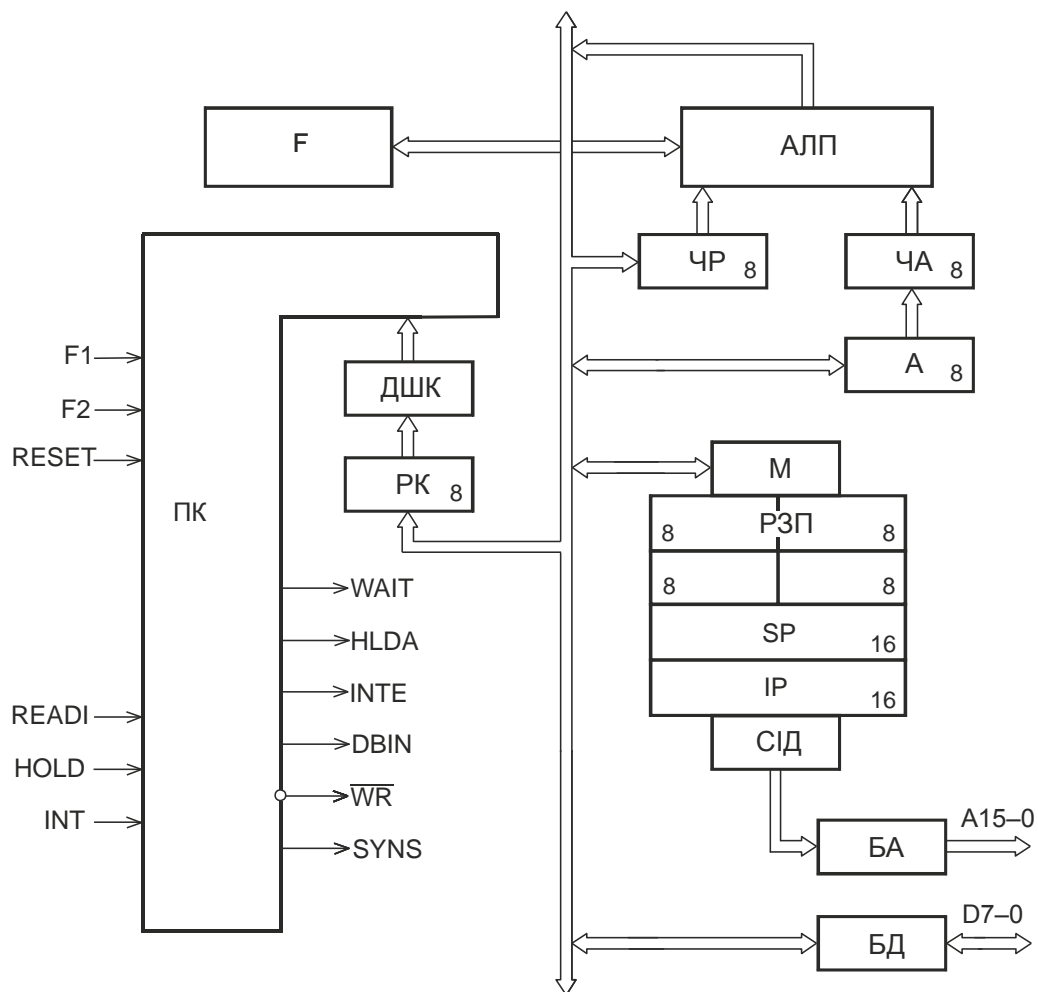 F
АЛП
ЧР 8
ЧА 8
А 8
F1
F2
RESET
ДШК
РК 8
ПК
М
8 РЗП 8
8 8
SP 16
IP 16
СІД
WAIT
HLDA
INTE
DBIN
WR
SYNS
READI
HOLD
INT
БА
A15–0
БД
D7–0